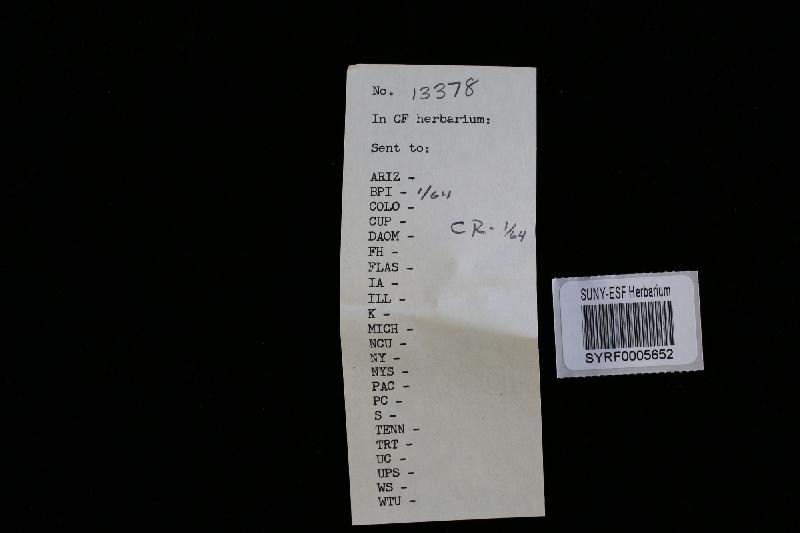 No. 13378
In CF herbarium:
Sent to:
ARIZ -
BPI - 1/64
COLO -
CUP -
CR- 1/64
DAOM -
FH -
FLAS -
IA -
ILL -
K -
MICH -
NCU -
NY -
NYS -
PAC -
PC -
S -
TENN -
TRT -
UC -
UPS -
WS -
WTU -
SUNY-ESF Herbarium
SYRF0005652